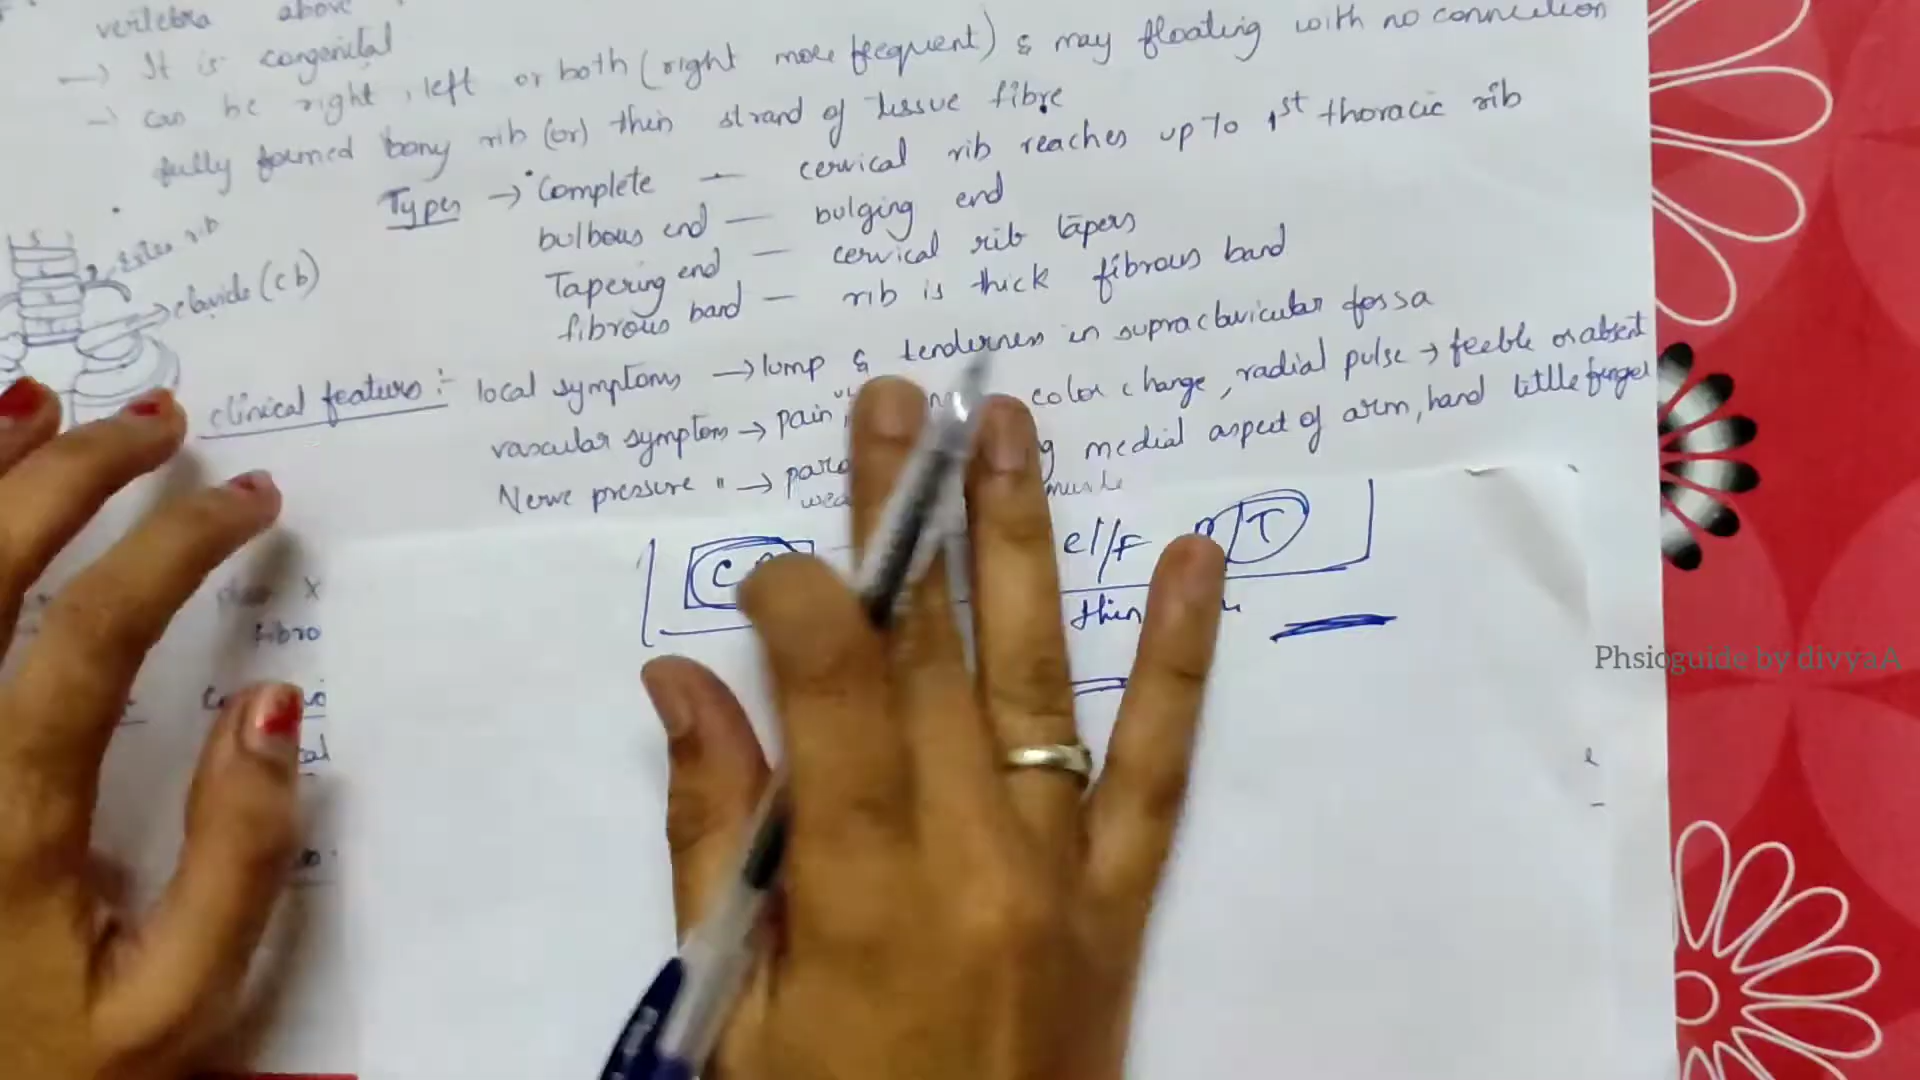 vertebra above
→ It is congenital
→ can be right, left or both (right more frequent) & may floating with no connection
fully formed bony rib (or) thin strand of tissue fibre
Types → Complete — cervical rib reaches up to 1st thoracic rib
bulbous end — bulging end
Tapering end — cervical rib tapers
fibrous band — rib is thick fibrous band
Extra rib
clavicle (cb)
clinical features :- local symptoms → lump & tenderness in supraclavicular fossa
vascular symptom → pain, color change, radial pulse → feeble or absent
Nerve pressure " → medial aspect of arm, hand little finger
muscle
C
T
thin
X
fibro
Phsioguide by divyaA